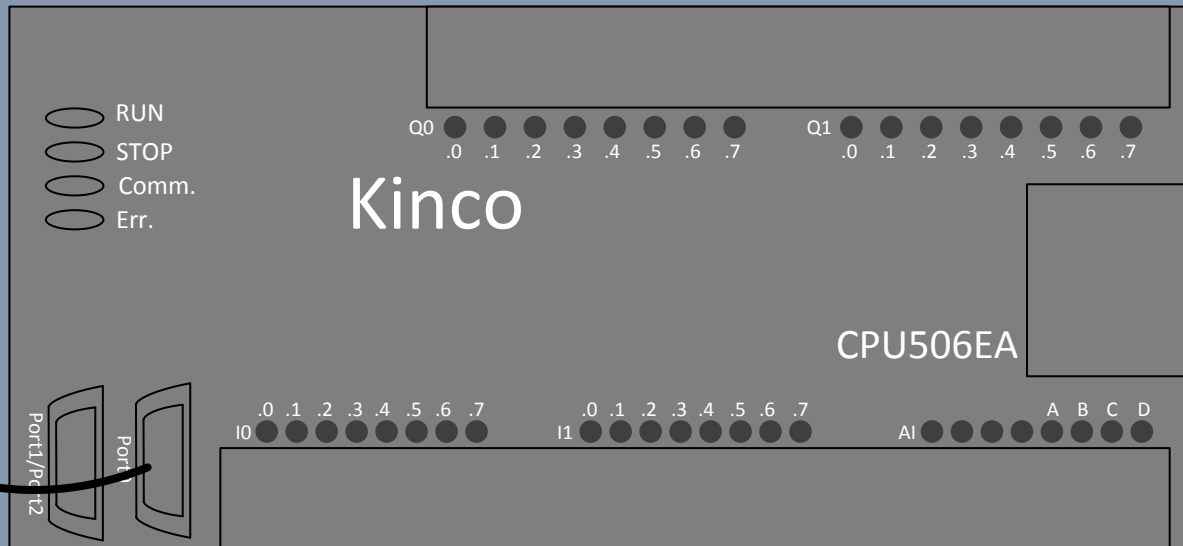 RUN
STOP
Comm.
Err.
Q0
.0 .1 .2 .3 .4 .5 .6 .7
Q1
.0 .1 .2 .3 .4 .5 .6 .7
Kinco
CPU506EA
Port1/Port2
.0 .1 .2 .3 .4 .5 .6 .7
I0
.0 .1 .2 .3 .4 .5 .6 .7
I1
A B C D
AI